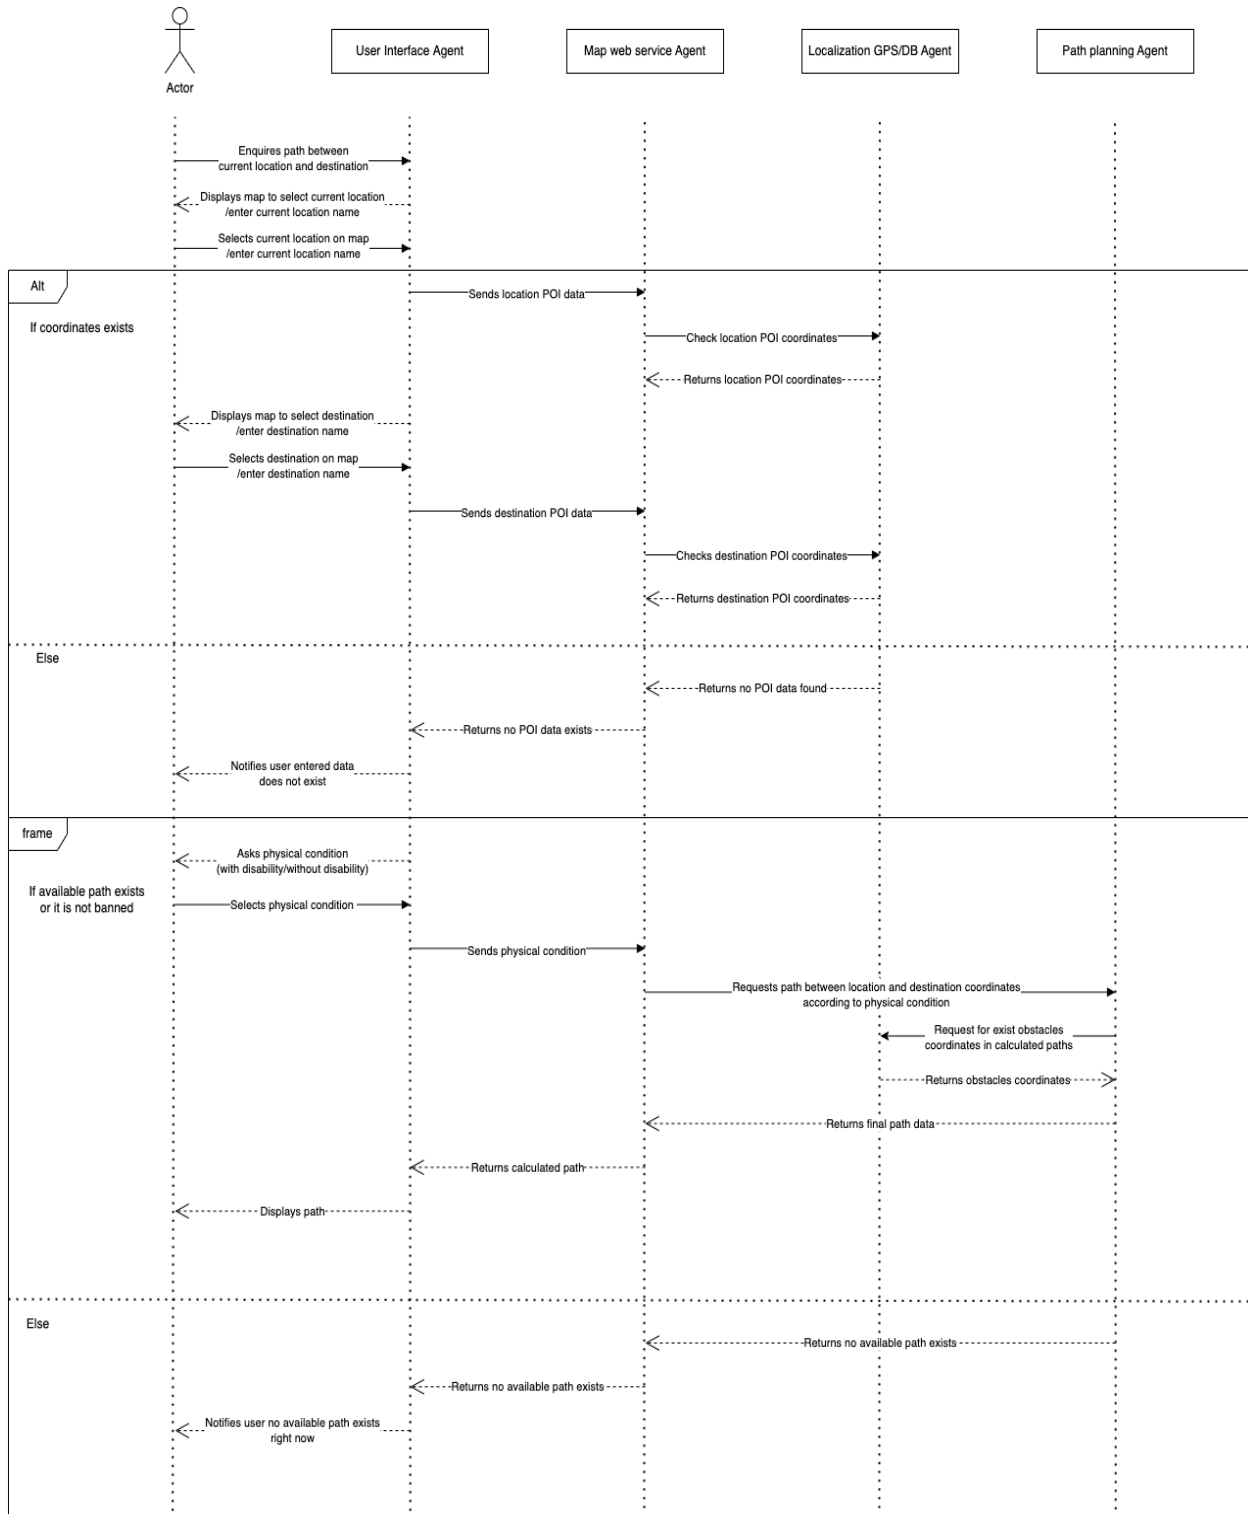 User Interface Agent
Map web service Agent
Localization GPS/DB Agent
Path planning Agent
Actor
Enquires path between
current location and destination
Displays map to select current location
/enter current location name
Selects current location on map
/enter current location name
Alt
Sends location POI data
If coordinates exists
Check location POI coordinates
Returns location POI coordinates
Displays map to select destination
/enter destination name
Selects destination on map
/enter destination name
Sends destination POI data
Checks destination POI coordinates
Returns destination POI coordinates
Else
Returns no POI data found
Returns no POI data exists
Notifies user entered data
does not exist
frame
Asks physical condition
(with disability/without disability)
If available path exists
or it is not banned
Selects physical condition
Sends physical condition
Requests path between location and destination coordinates
according to physical condition
Request for exist obstacles
coordinates in calculated paths
Returns obstacles coordinates
Returns final path data
Returns calculated path
Displays path
Else
Returns no available path exists
Returns no available path exists
Notifies user no available path exists
right now